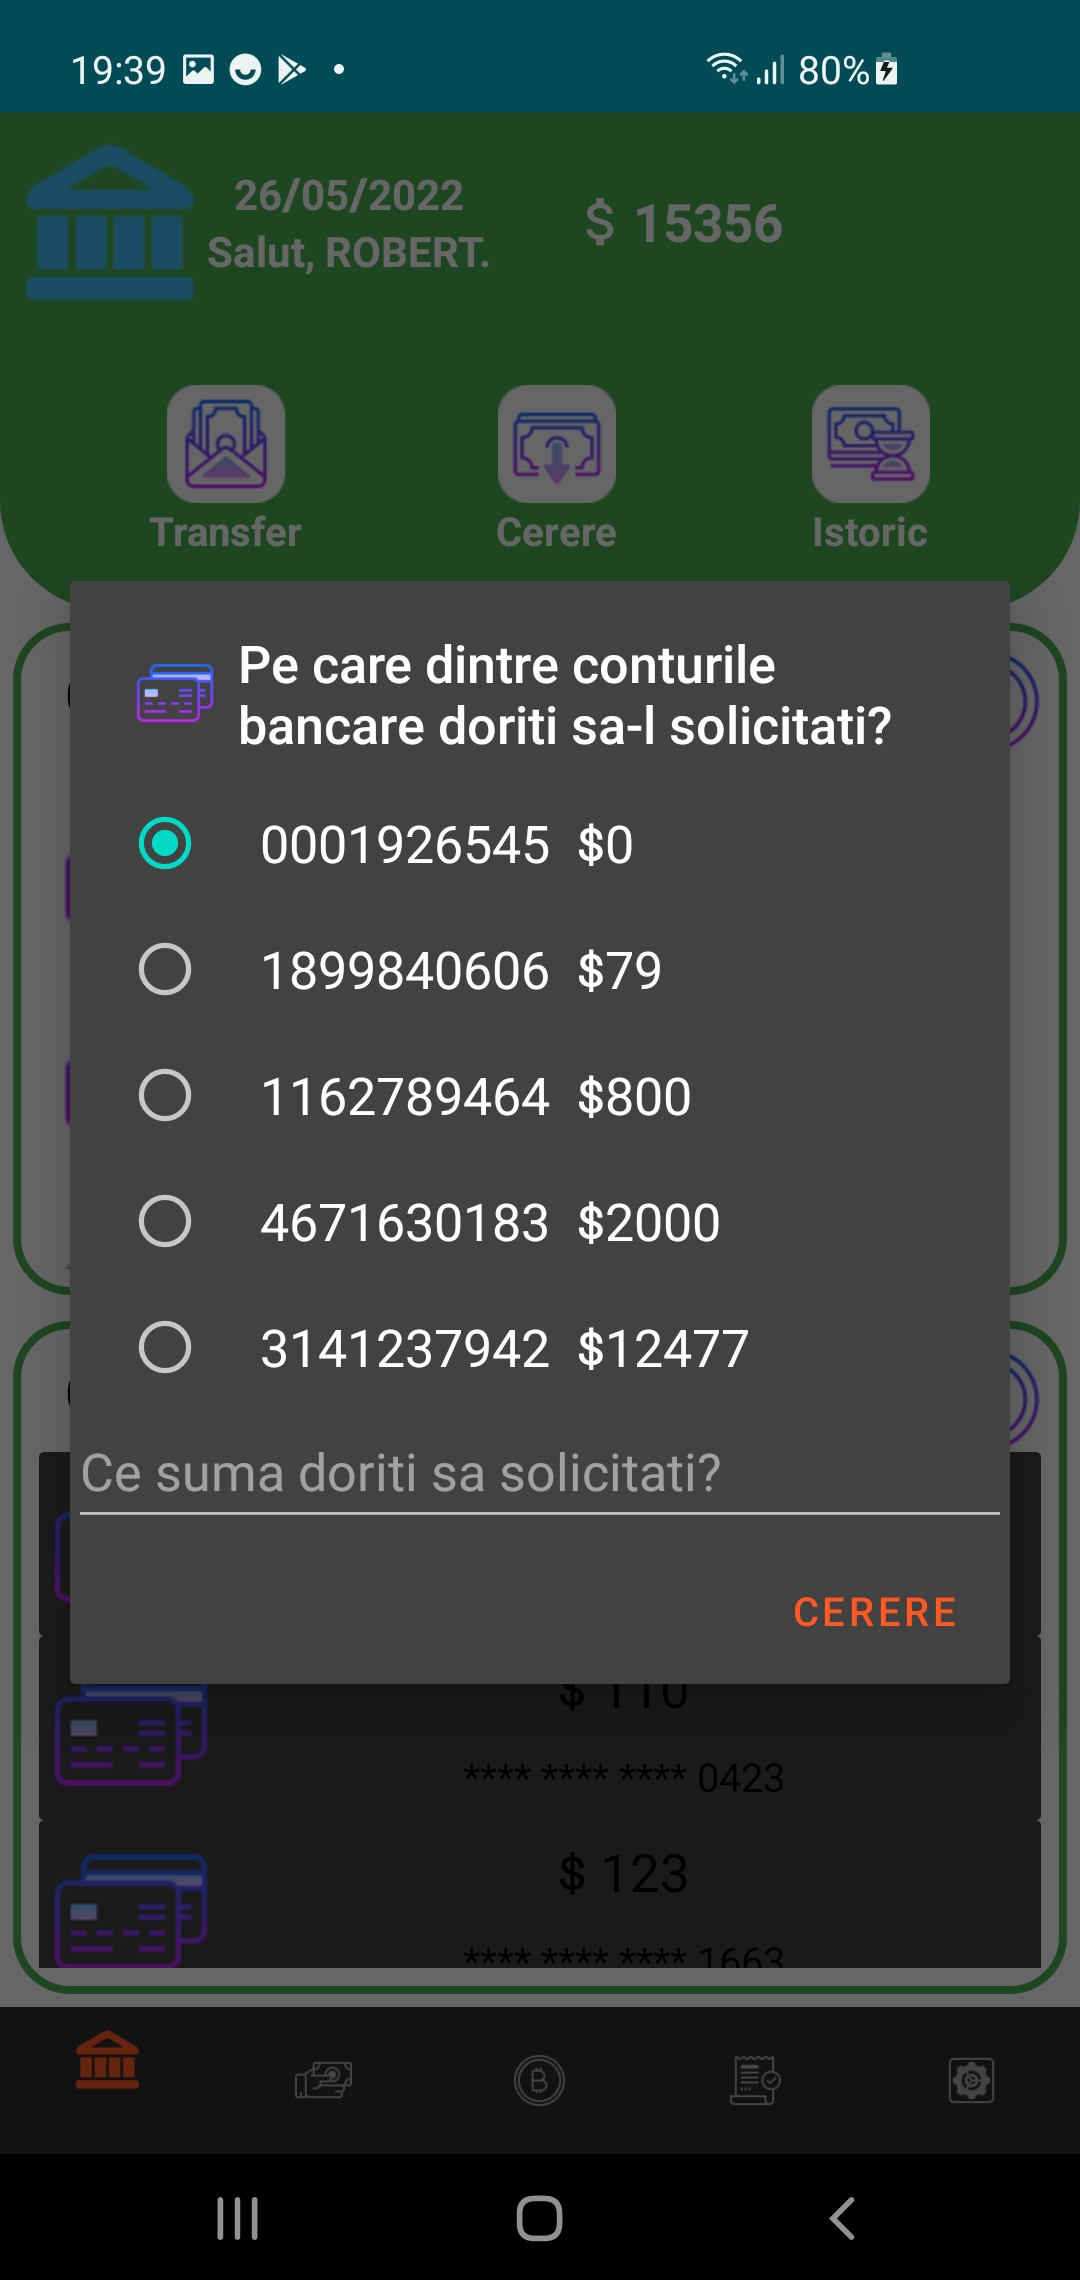 19:39
80%
26/05/2022
Salut, ROBERT.
$ 15356
Transfer
Cerere
Istoric
Pe care dintre conturile
bancare doriti sa-l solicitati?
0001926545 $0
1899840606 $79
1162789464 $800
4671630183 $2000
3141237942 $12477
Ce suma doriti sa solicitati?
CERERE
$ 110
**** **** **** 0423
$ 123
**** **** **** 1663